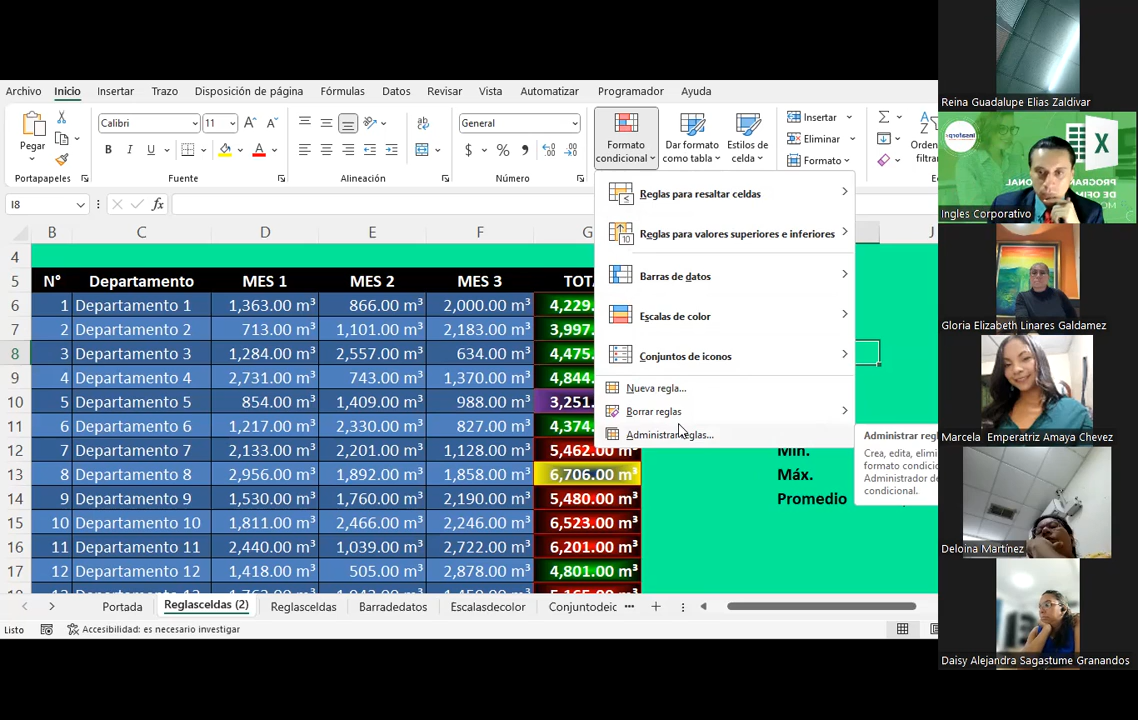 Archivo Inicio Insertar Trazo Disposición de página Fórmulas Datos Revisar Vista Automatizar Programador Ayuda
Pegar
Portapapeles
Calibri 11
N K S
Fuente
Alineación
General
$ % 000
Número
Formato condicional
Dar formato como tabla
Estilos de celda
Insertar
Eliminar
Formato
I8
fx
Reglas para resaltar celdas
Reglas para valores superiores e inferiores
Barras de datos
Escalas de color
Conjuntos de iconos
Nueva regla...
Borrar reglas
Administrar reglas...
B C D E F G J
4
5 N° Departamento MES 1 MES 2 MES 3
6 1 Departamento 1 1,363.00 m³ 866.00 m³ 2,000.00 m³
7 2 Departamento 2 713.00 m³ 1,101.00 m³ 2,183.00 m³
8 3 Departamento 3 1,284.00 m³ 2,557.00 m³ 634.00 m³
9 4 Departamento 4 2,731.00 m³ 743.00 m³ 1,370.00 m³
10 5 Departamento 5 854.00 m³ 1,409.00 m³ 988.00 m³
11 6 Departamento 6 1,217.00 m³ 2,330.00 m³ 827.00 m³
12 7 Departamento 7 2,133.00 m³ 2,201.00 m³ 1,128.00 m³ 5,462.00 m³ Mín.
13 8 Departamento 8 2,956.00 m³ 1,892.00 m³ 1,858.00 m³ 6,706.00 m³ Máx.
14 9 Departamento 9 1,530.00 m³ 1,760.00 m³ 2,190.00 m³ 5,480.00 m³ Promedio
15 10 Departamento 10 1,811.00 m³ 2,466.00 m³ 2,246.00 m³ 6,523.00 m³
16 11 Departamento 11 2,440.00 m³ 1,039.00 m³ 2,722.00 m³ 6,201.00 m³
17 12 Departamento 12 1,418.00 m³ 505.00 m³ 2,878.00 m³ 4,801.00 m³
Administrar regl
Crea, edita, elimi
formato condicio
Administrador de
condicional.
Portada Reglasceldas (2) Reglasceldas Barradedatos Escalasdecolor Conjuntodeic
Listo Accesibilidad: es necesario investigar
Reina Guadalupe Elias Zaldivar
Ingles Corporativo
Gloria Elizabeth Linares Galdamez
Marcela Emperatriz Amaya Chevez
Deloina Martínez
Daisy Alejandra Sagastume Granandos